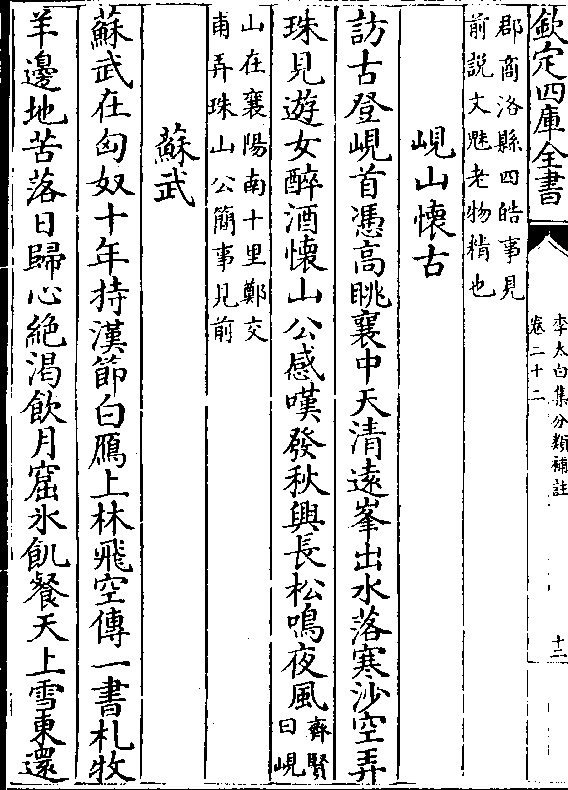 欽定四庫全書
李太白集分類補註
卷二十二
十二
郡商洛縣四皓事見
前説文魅老物精也
峴山懷古
訪古登峴首憑高眺襄中天清遠峯出水落寒沙空弄
珠見遊女醉酒懷山公感嘆發秋興長松鳴夜風齊賢
曰峴
山在襄陽南十里鄭交
甫弄珠山公簡事見前
蘇武
蘇武在匈奴十年持漢節白鴈上林飛空傳一書札牧
羊邊地苦落日歸心絶渴飲月窟氷飢餐天上雪東還